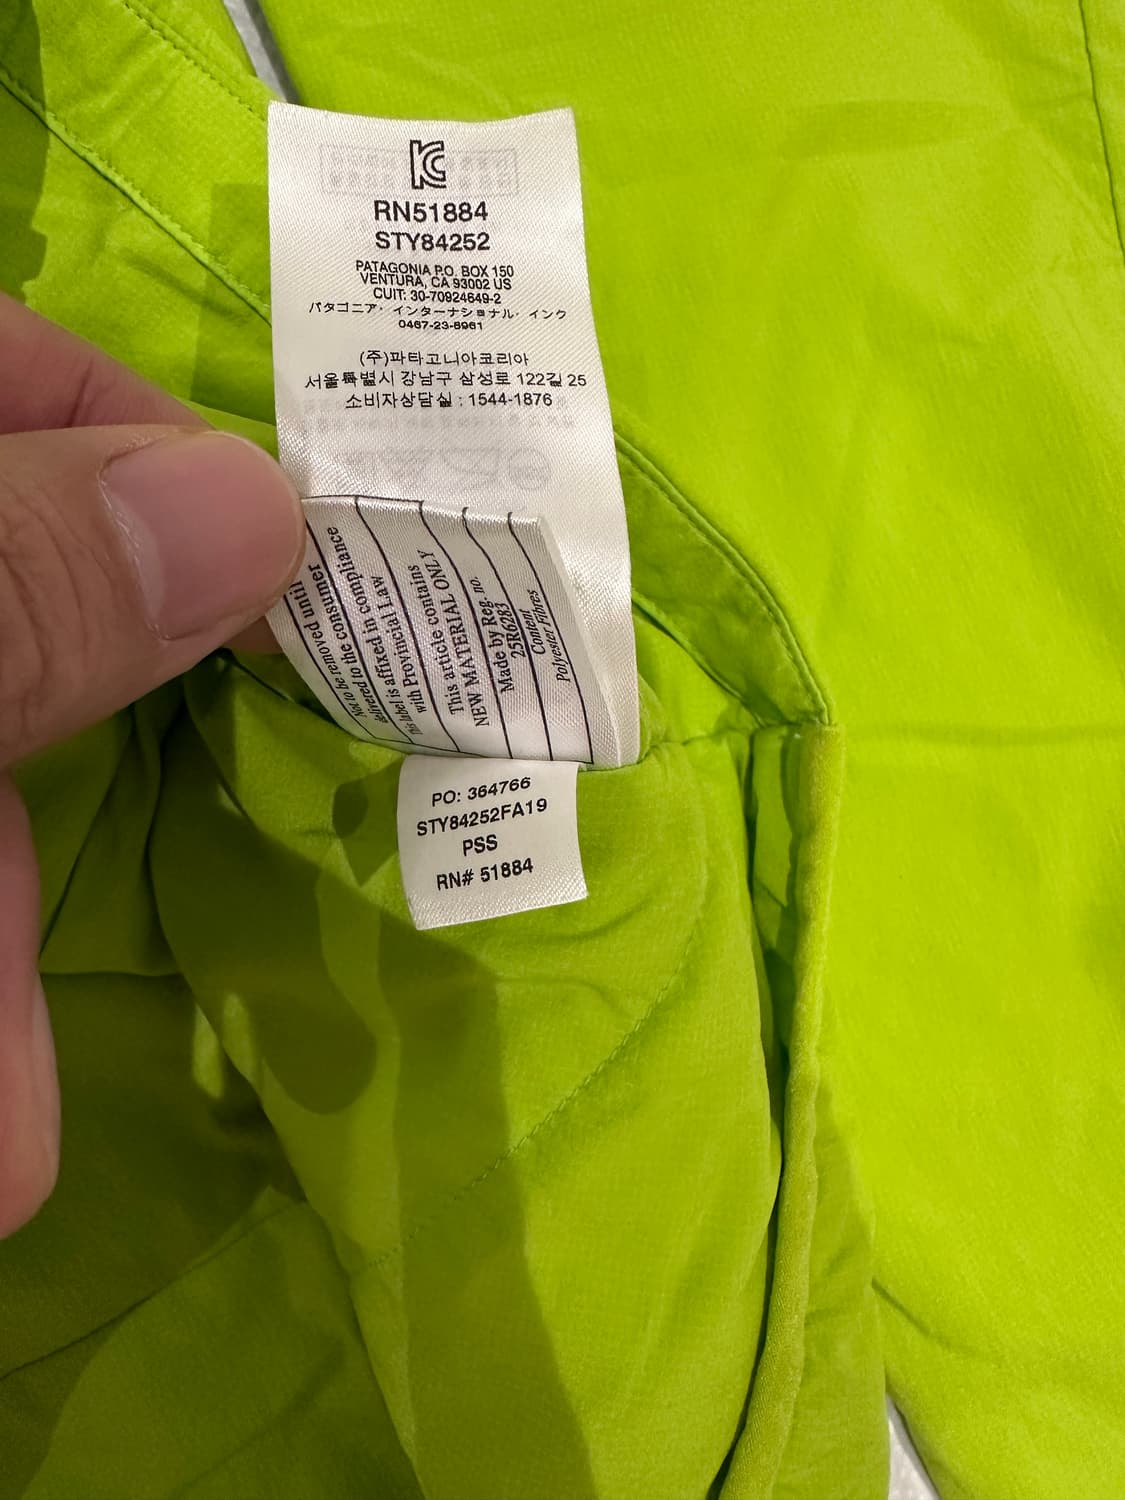 RN51884
STY84252
PATAGONIA P.O. BOX 150
VENTURA, CA 93002 US
CUIT: 30-70924649-2
パタゴニア・インターナショナル・インク
0467-23-8961
(주)파타고니아코리아
서울특별시 강남구 삼성로 122길 25
소비자상담실 : 1544-1876
Not to be removed until
delivered to the consumer
This label is affixed in compliance
with Provincial Law
This article contains
NEW MATERIAL ONLY
Made by Reg. no.
25R6283
Content
Polyester Fibres
PO: 364766
STY84252FA19
PSS
RN# 51884